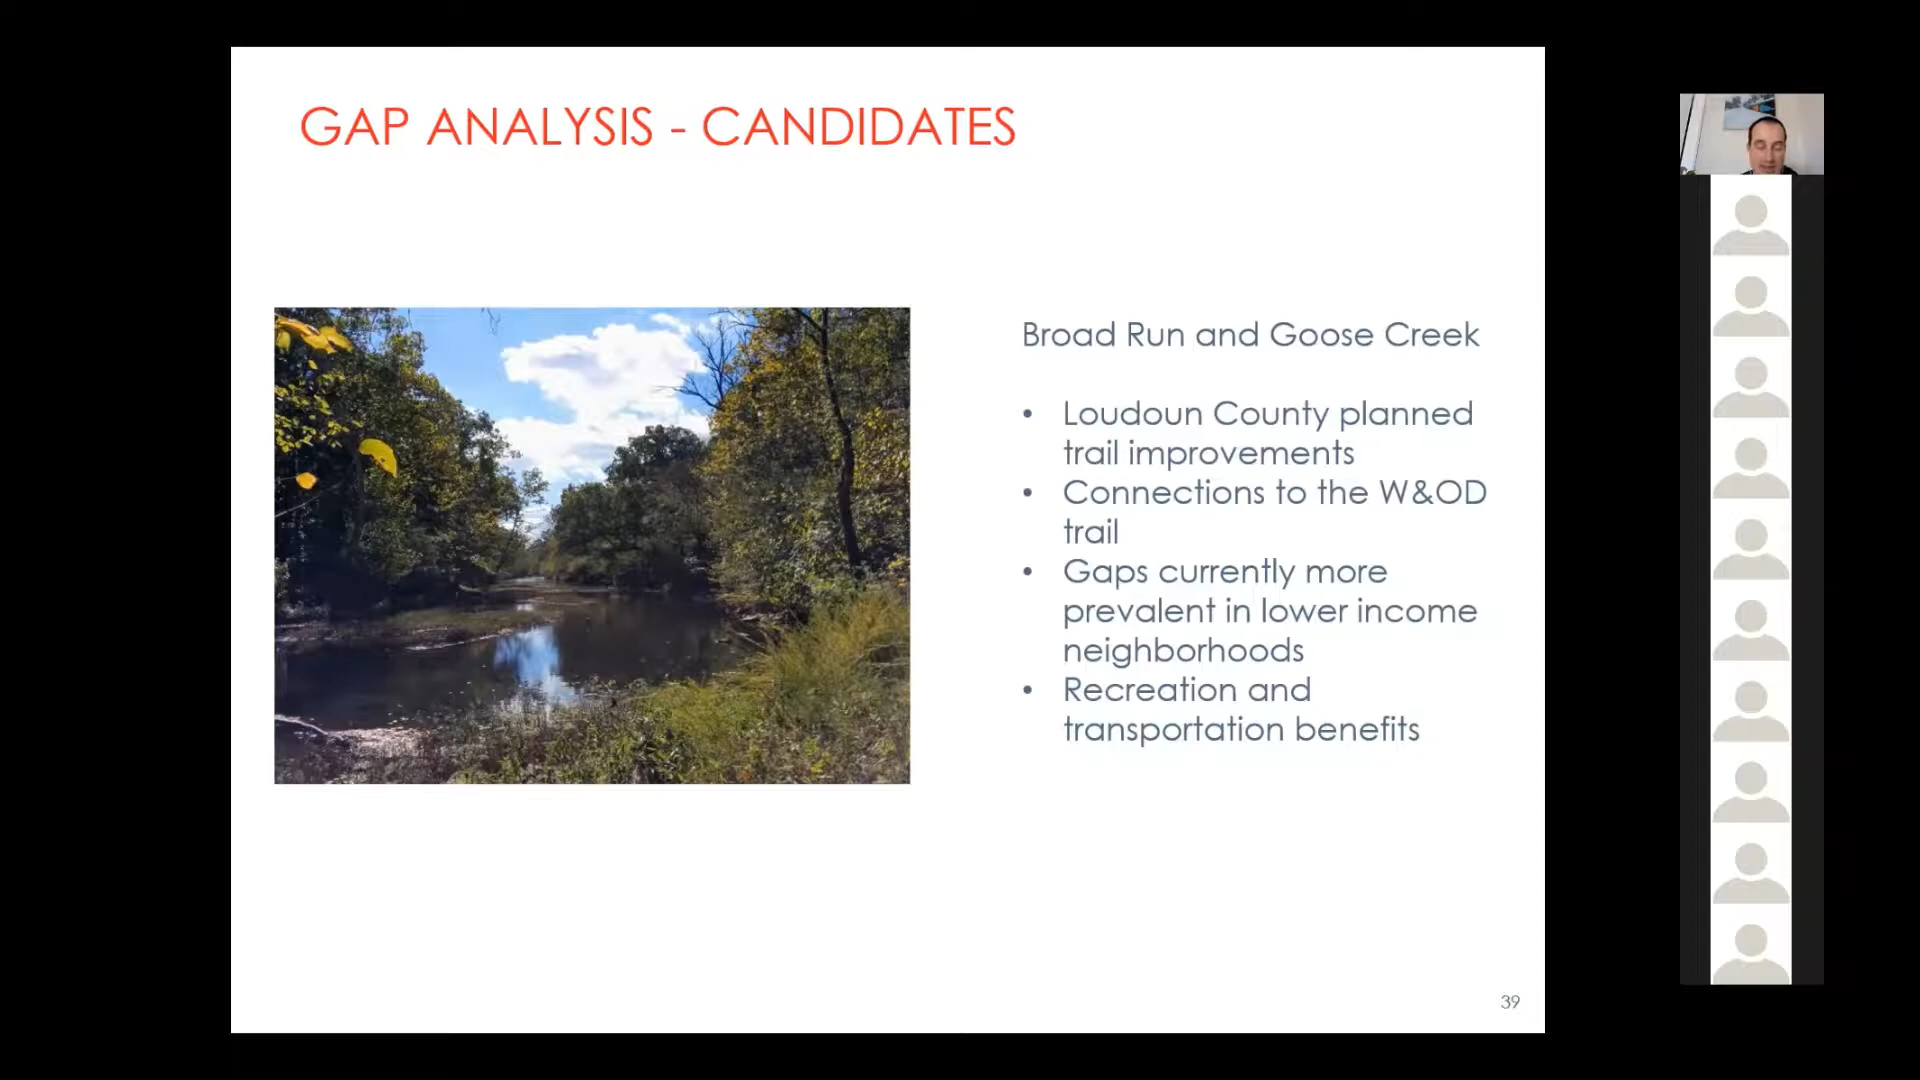 GAP ANALYSIS - CANDIDATES
Broad Run and Goose Creek
• Loudoun County planned
trail improvements
• Connections to the W&OD
trail
• Gaps currently more
prevalent in lower income
neighborhoods
• Recreation and
transportation benefits
39